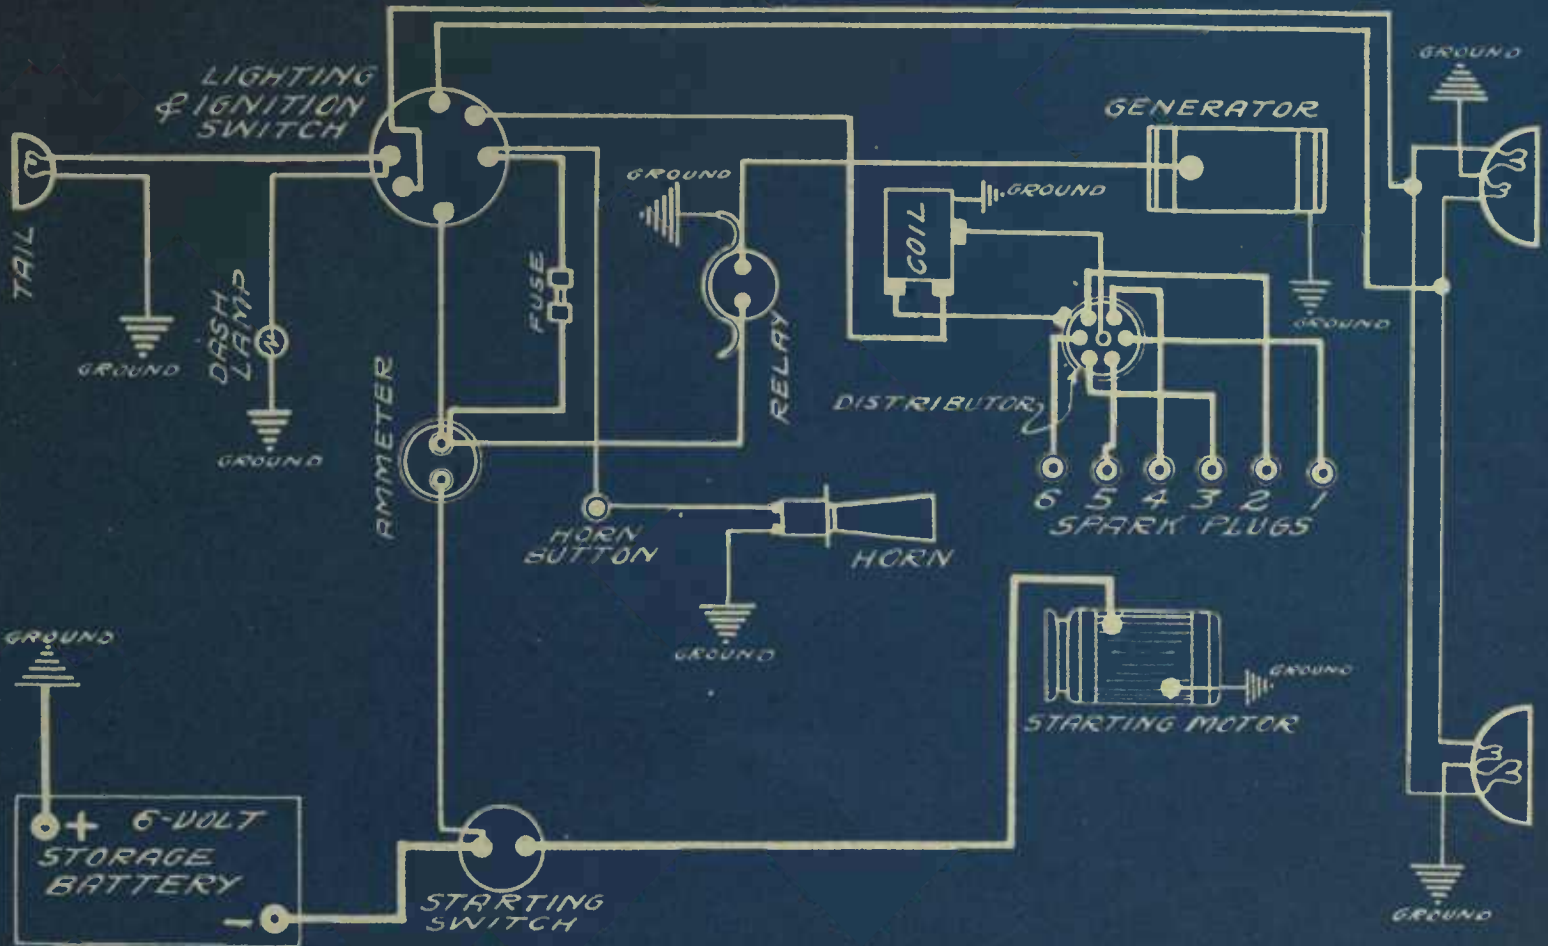 GROUND
LIGHTING
& IGNITION
SWITCH
GENERATOR
GROUND
GROUND
TAIL
COIL
FUSE
DASH
LAMP
RELAY
GROUND
GROUND
AMMETER
DISTRIBUTOR
GROUND
6 5 4 3 2 1
SPARK PLUGS
HORN
BUTTON
HORN
GROUND
GROUND
GROUND
STARTING MOTOR
+ 6-VOLT
STORAGE
BATTERY
-
STARTING
SWITCH
GROUND